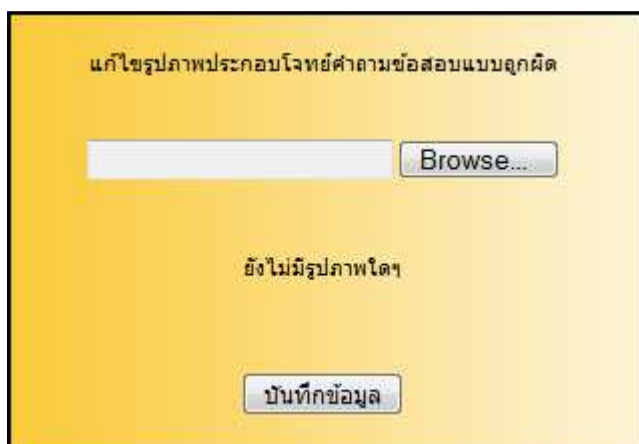 แก้ไขรูปภาพประกอบโจทย์คำถามข้อสอบแบบถูกผิด
Browse...
ยังไม่มีรูปภาพใดๆ
บันทึกข้อมูล